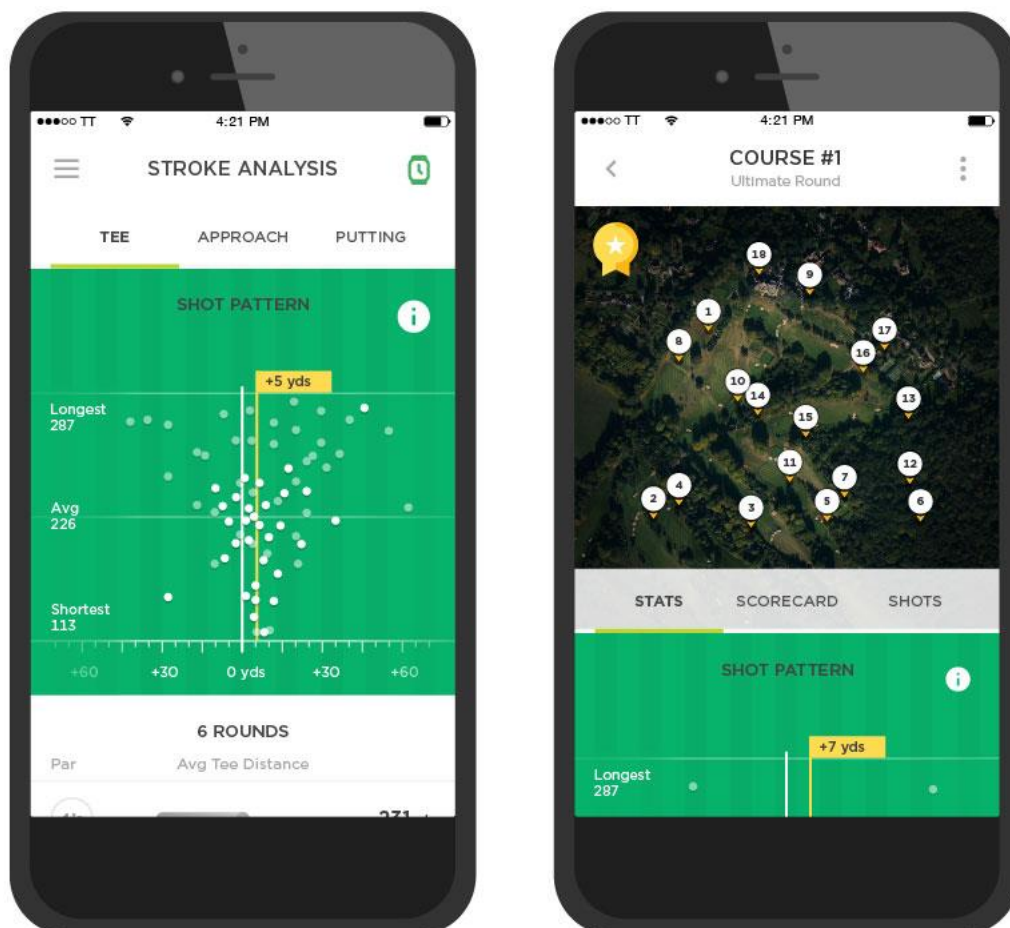 TT
4:21 PM
STROKE ANALYSIS
TEE APPROACH PUTTING
SHOT PATTERN
i
+5 yds
Longest
287
Avg
226
Shortest
113
+60 +30 0 yds +30 +60
6 ROUNDS
Par Avg Tee Distance
231
TT
4:21 PM
COURSE #1
Ultimate Round
18
9
1
17
8
16
10
14
13
15
11
12
7
4
2
5
6
3
STATS SCORECARD SHOTS
SHOT PATTERN
i
+7 yds
Longest
287